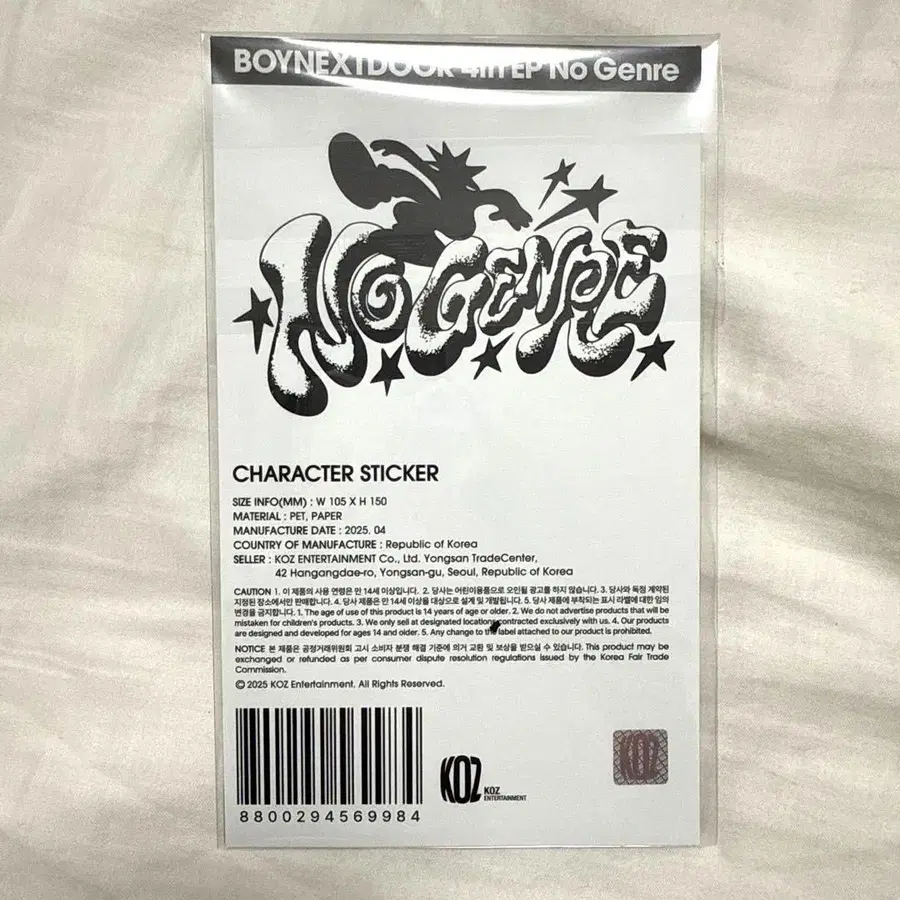 BOYNEXTDOOR 4th EP No Genre
NO GENRE
CHARACTER STICKER
SIZE INFO(MM) : W 105 X H 150
MATERIAL : PET, PAPER
MANUFACTURE DATE : 2025. 04
COUNTRY OF MANUFACTURE : Republic of Korea
SELLER : KOZ ENTERTAINMENT Co., Ltd. Yongsan TradeCenter,
42 Hangangdae-ro, Yongsan-gu, Seoul, Republic of Korea
CAUTION 1. 이 제품의 사용 연령은 만 14세 이상입니다. 2. 당사는 어린이용품으로 오인될 광고를 하지 않습니다. 3. 당사와 독점 계약된
지정된 장소에서만 판매합니다. 4. 당사 제품은 만 14세 이상을 대상으로 설계 및 개발됩니다. 5. 당사 제품에 부착되는 표시 라벨에 대한 임의
변경을 금지합니다. 1. The age of use of this product is 14 years of age or older. 2. We do not advertise products that will be
mistaken for children's products. 3. We only sell at designated locations contracted exclusively with us. 4. Our products
are designed and developed for ages 14 and older. 5. Any change to the label attached to our product is prohibited.
NOTICE 본 제품은 공정거래위원회 고시 소비자 분쟁 해결 기준에 의거 교환 및 보상을 받으실 수 있습니다. This product may be
exchanged or refunded as per consumer dispute resolution regulations issued by the Korea Fair Trade
Commission.
© 2025 KOZ Entertainment. All Rights Reserved.
8800294569984
KOZ
KOZ
ENTERTAINMENT
KOZ